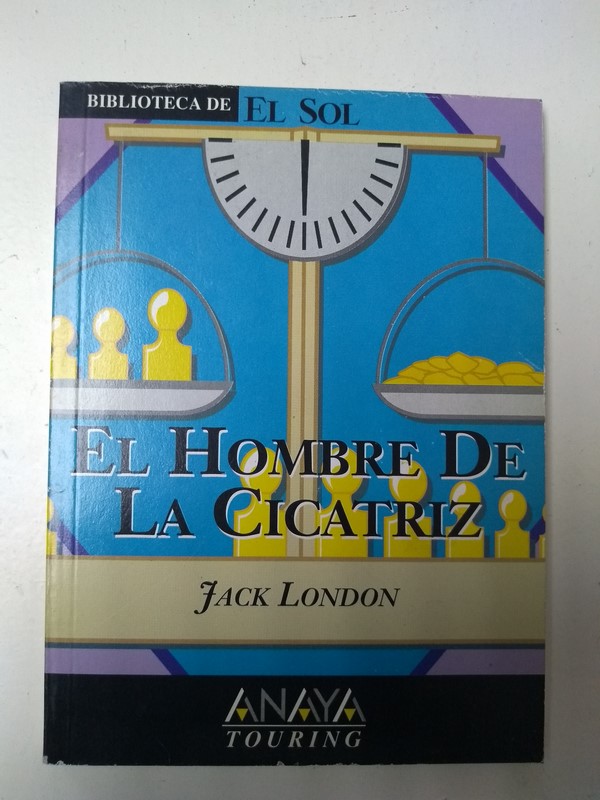 BIBLIOTECA DE EL SOL
EL HOMBRE DE
LA CICATRIZ
JACK LONDON
ANAYA
TOURING